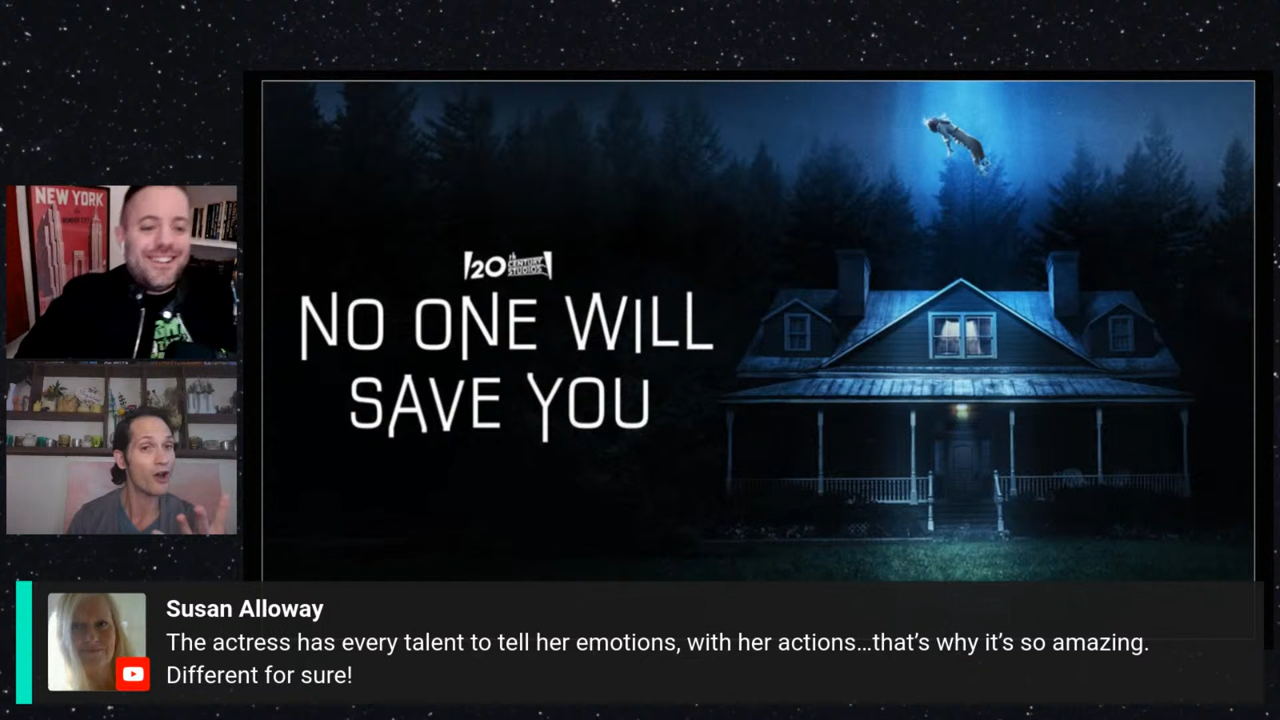 NEW YORK
20
CENTURY
STUDIOS
NO ONE WILL
SAVE YOU
Susan Alloway
The actress has every talent to tell her emotions, with her actions…that’s why it’s so amazing.
Different for sure!